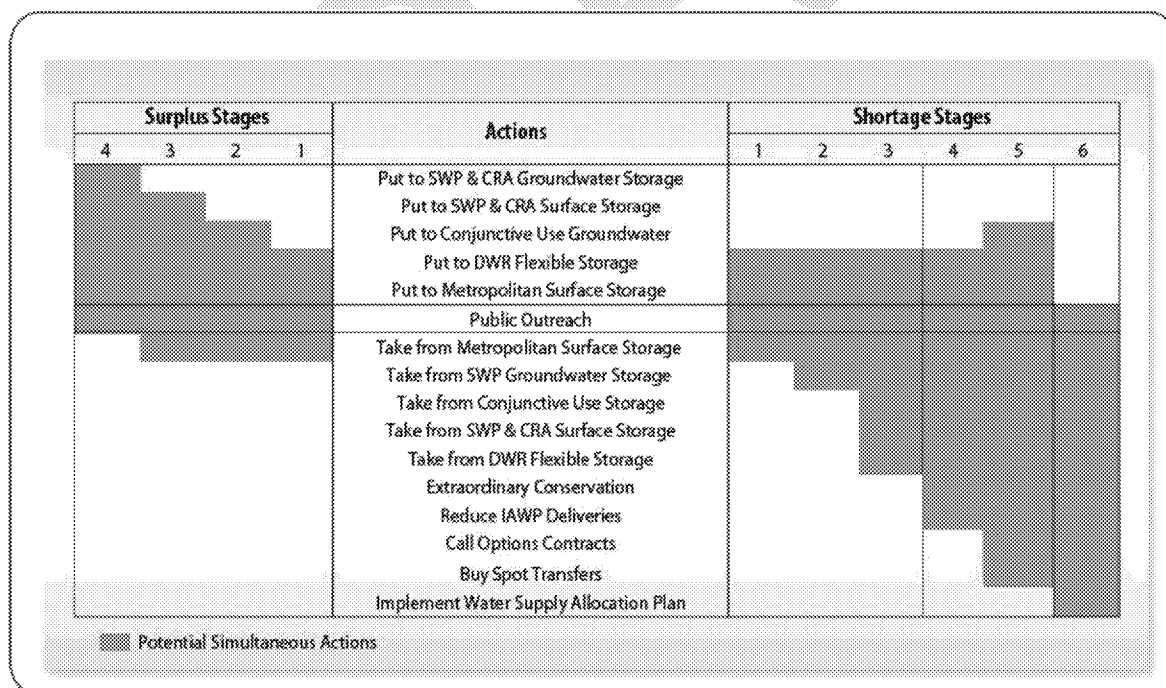 Surplus Stages
Actions
Shortage Stages
4 3 2 1
1 2 3 4 5 6
Put to SWP & CRA Groundwater Storage
Put to SWP & CRA Surface Storage
Put to Conjunctive Use Groundwater
Put to DWR Flexible Storage
Put to Metropolitan Surface Storage
Public Outreach
Take from Metropolitan Surface Storage
Take from SWP Groundwater Storage
Take from Conjunctive Use Storage
Take from SWP & CRA Surface Storage
Take from DWR Flexible Storage
Extraordinary Conservation
Reduce IAWP Deliveries
Call Options Contracts
Buy Spot Transfers
Implement Water Supply Allocation Plan
Potential Simultaneous Actions